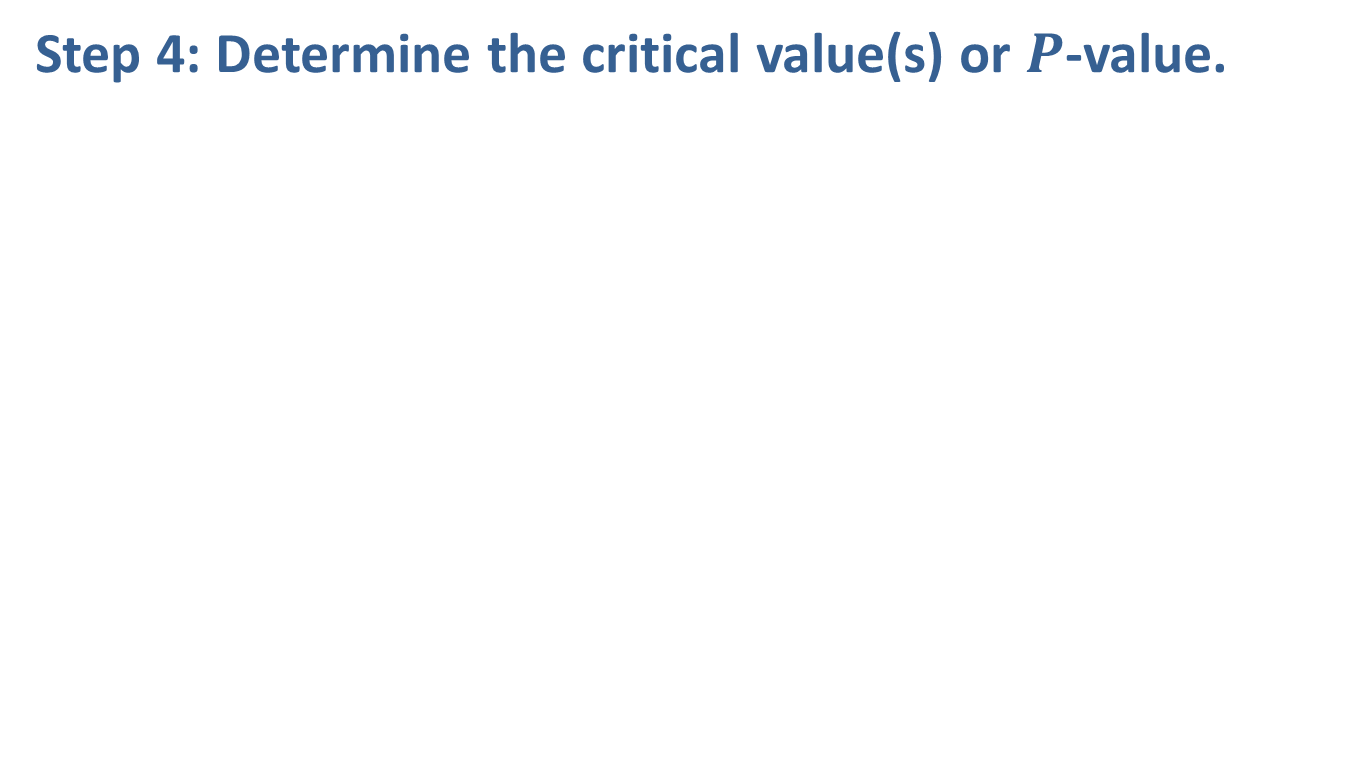 Step 4: Determine the critical value(s) or P-value.